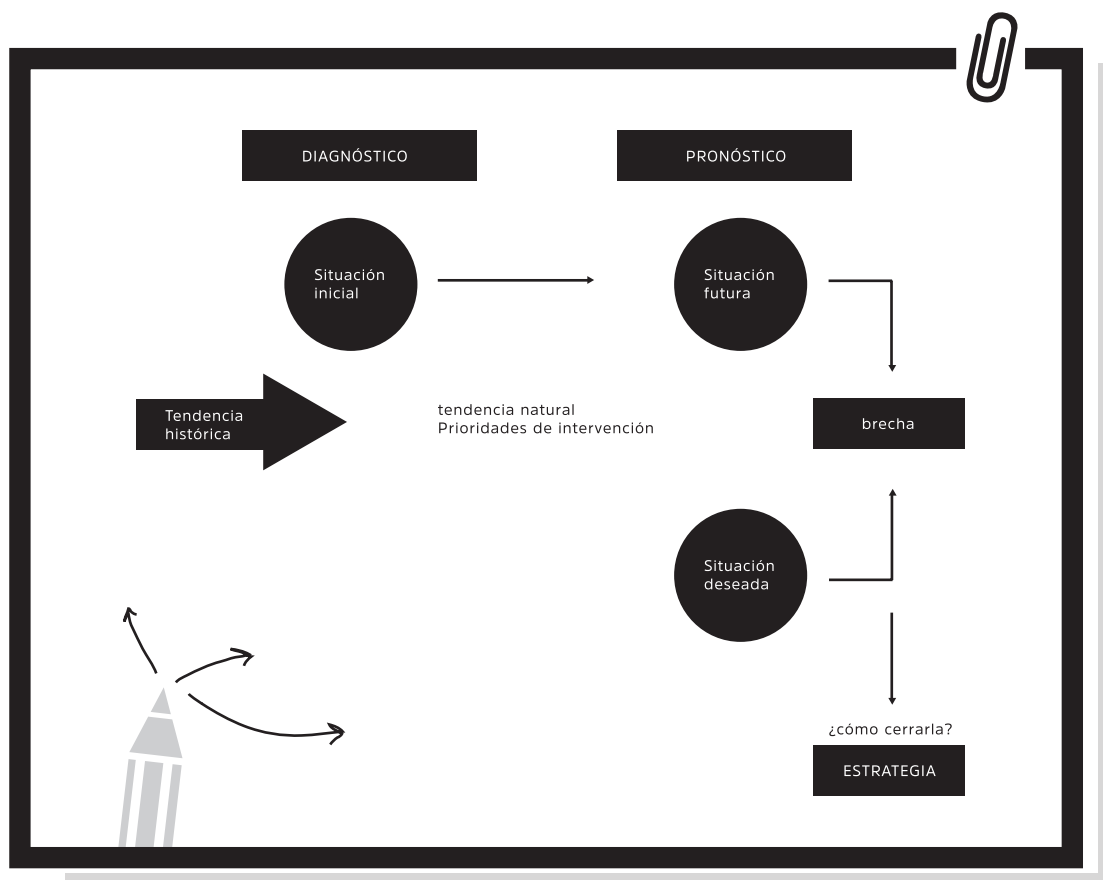 DIAGNÓSTICO
PRONÓSTICO
Situación
inicial
Situación
futura
Tendencia
histórica
tendencia natural
Prioridades de intervención
brecha
Situación
deseada
¿cómo cerrarla?
ESTRATEGIA